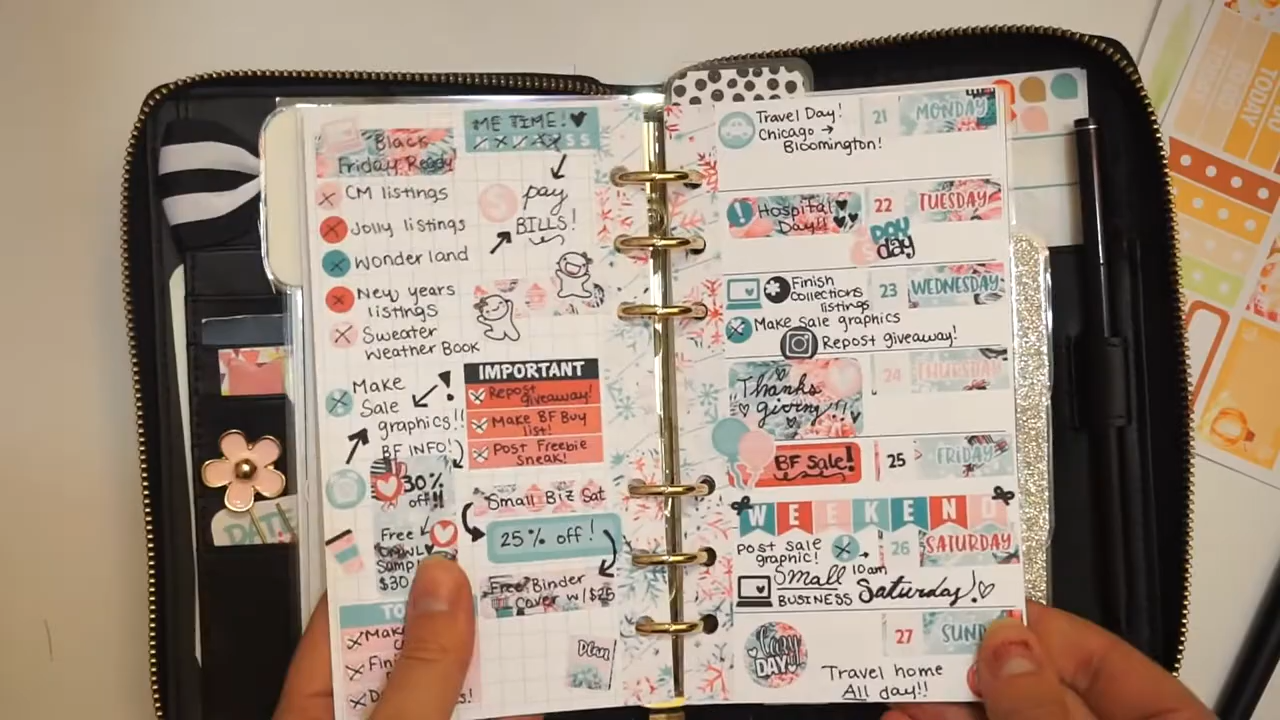 Black
Friday Ready
CM listings
Jolly listings
Wonderland
New years
listings
Sweater
Weather Book
Make
Sale
graphics!!
BF INFO!
30%
off!!
Free
$30
ME TIME!
$ $
pay
BILLS!
IMPORTANT
Repost
giveaway!
Make BF Buy
list!
Post Freebie
Sneak!
Small Biz Sat
25% off!
Free Binder
Cover w/$25
Plan
DATE
Travel Day!
Chicago →
Bloomington!
21 MONDAY
Hospital
Day!!
22 TUESDAY
PAY
day
Finish
collections
listings
23 WEDNESDAY
Make Sale graphics
Repost giveaway!
24 THURSDAY
Thanks
giving!!!
BF Sale!
25 FRIDAY
WEEKEND
Post sale
graphic!
26 SATURDAY
Small 10am
BUSINESS Saturday!
27
lazy
DAY
Travel home
All day!!
TODAY